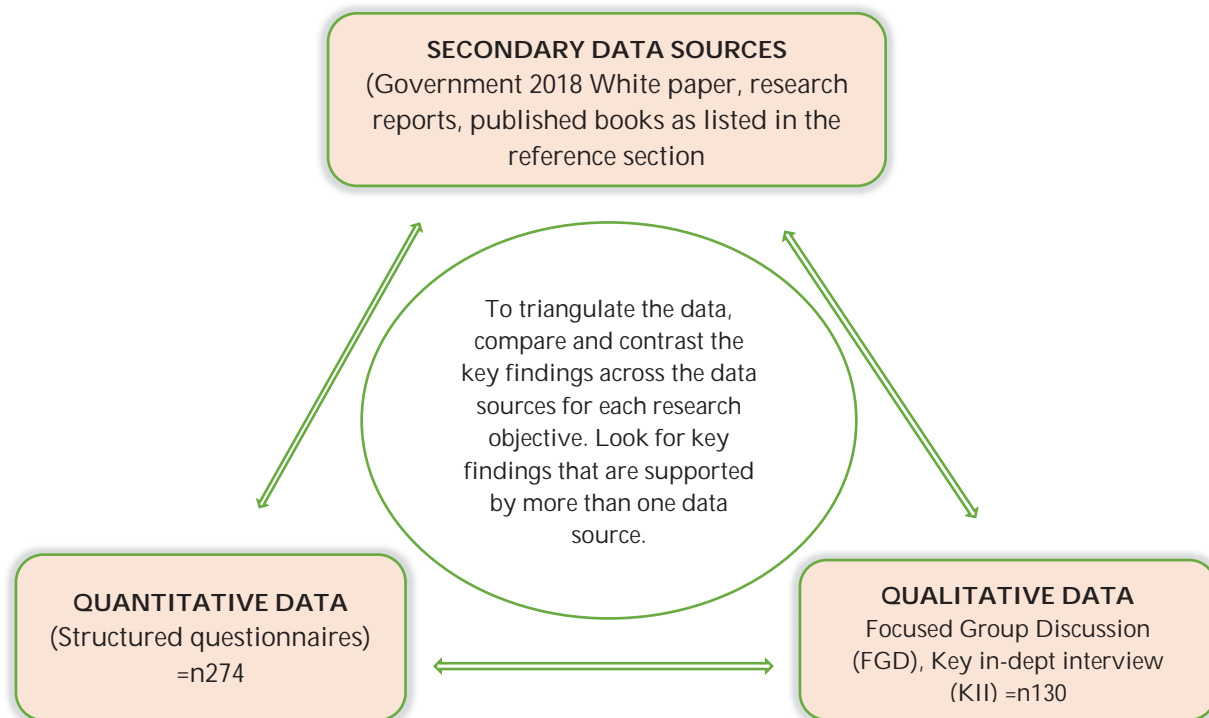 SECONDARY DATA SOURCES
(Government 2018 White paper, research
reports, published books as listed in the
reference section
To triangulate the data,
compare and contrast the
key findings across the data
sources for each research
objective. Look for key
findings that are supported
by more than one data
source.
QUANTITATIVE DATA
(Structured questionnaires)
=n274
QUALITATIVE DATA
Focused Group Discussion
(FGD), Key in-dept interview
(KII) =n130